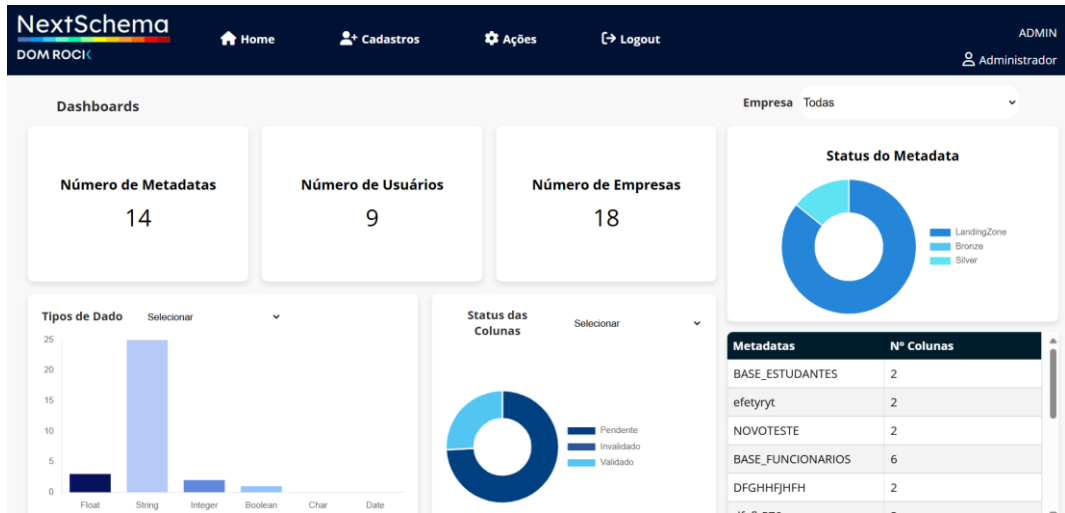 NextSchema
DOM ROCK
Home
Cadastros
Ações
Logout
ADMIN
Administrador
Dashboards
Empresa
Todas
Número de Metadatas
14
Número de Usuários
9
Número de Empresas
18
Status do Metadata
LandingZone
Bronze
Silver
Tipos de Dado
Selecionar
25
20
15
10
5
0
Float
String
Integer
Boolean
Char
Date
Status das
Colunas
Selecionar
Pendente
Invalidado
Validado
Metadatas
Nº Colunas
BASE_ESTUDANTES
2
efetyryt
2
NOVOTESTE
2
BASE_FUNCIONARIOS
6
DFGHHFJHFH
2